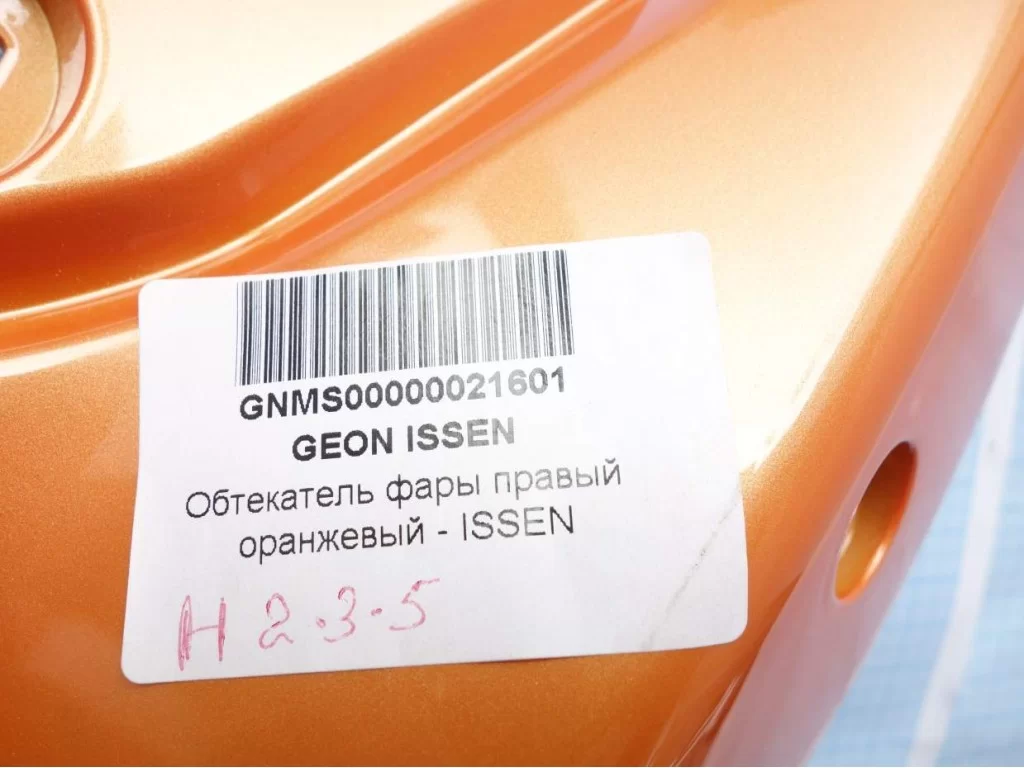 GNMS00000021601
GEON ISSEN
Обтекатель фары правый
оранжевый - ISSEN
H 2.3.5